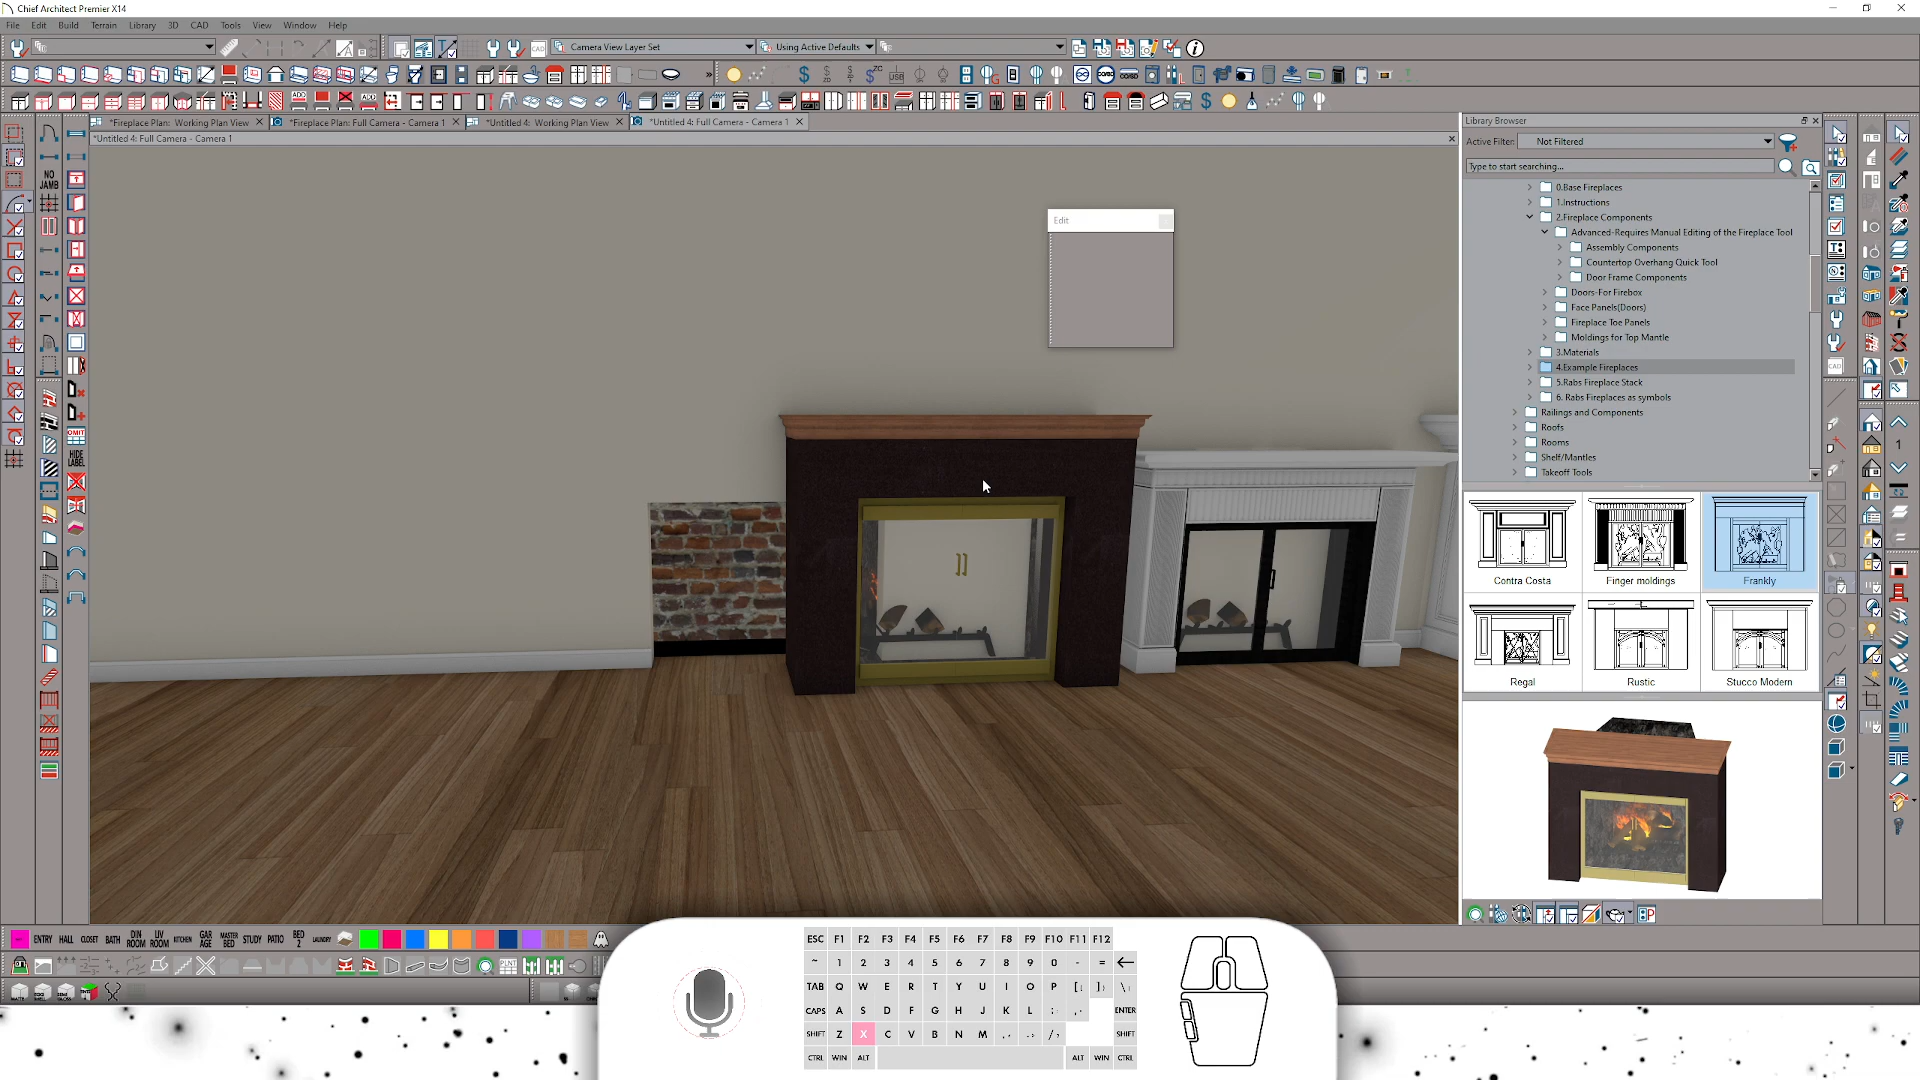 Chief Architect Premier X14
File Edit Build Terrain Library 3D CAD Tools View Window Help
Camera View Layer Set Using Active Defaults
*Fireplace Plan: Working Plan View *Fireplace Plan: Full Camera - Camera 1 *Untitled 4: Working Plan View *Untitled 4: Full Camera - Camera 1
*Untitled 4: Full Camera - Camera 1
Library Browser
Active Filter: Not Filtered
Type to start searching...
0.Base Fireplaces
1.Instructions
2.Fireplace Components
Advanced-Requires Manual Editing of the Fireplace Tool
Assembly Components
Countertop Overhang Quick Tool
Door Frame Components
Doors-For Firebox
Face Panels(Doors)
Fireplace Toe Panels
Moldings for Top Mantle
3.Materials
4.Example Fireplaces
5.Rabs Fireplace Stack
6. Rabs Fireplaces as symbols
Railings and Components
Roofs
Rooms
Shelf/Mantles
Takeoff Tools
Edit
NO JAMB
OMIT
HIDE LABEL
Contra Costa Finger moldings Frankly
Regal Rustic Stucco Modern
ENTRY HALL CLOSET BATH DIN ROOM LIV ROOM KITCHEN GAR AGE MASTER BED STUDY PATIO BED 2 LAUNDRY
ESC F1 F2 F3 F4 F5 F6 F7 F8 F9 F10 F11 F12
~ 1 2 3 4 5 6 7 8 9 0 - =
TAB Q W E R T Y U I O P
CAPS A S D F G H J K L ENTER
SHIFT Z X C V B N M SHIFT
CTRL WIN ALT ALT WIN CTRL